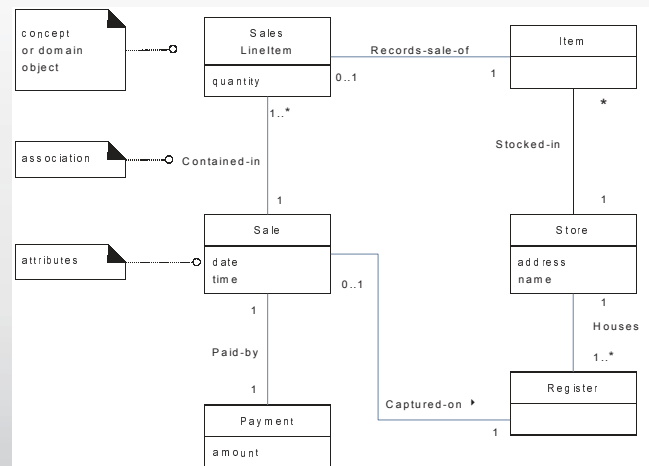 concept
or domain
object
Sales
LineItem
quantity
Records-sale-of
0..1
1
Item
1..*
*
association
Contained-in
Stocked-in
1
1
attributes
Sale
date
time
0..1
Store
address
name
1
1
Houses
Paid-by
1..*
1
Captured-on
Register
1
Payment
amount